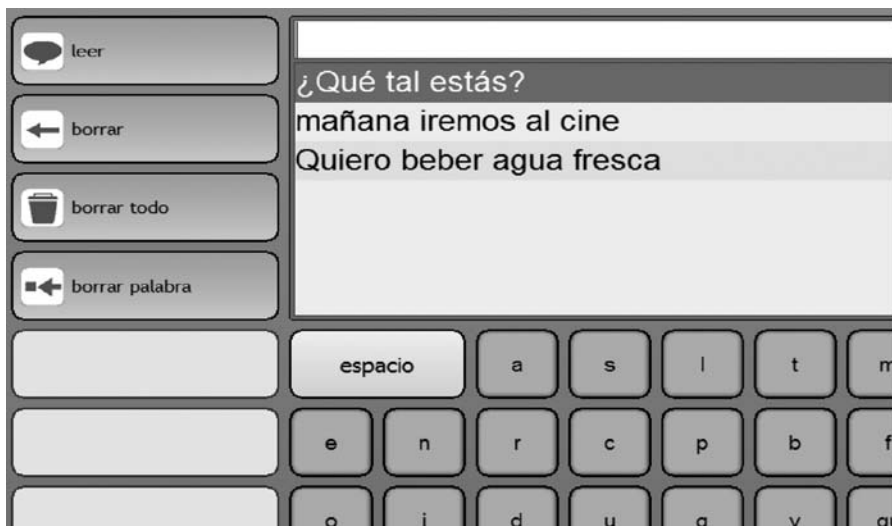 leer
borrar
borrar todo
borrar palabra
¿Qué tal estás?
mañana iremos al cine
Quiero beber agua fresca
espacio a s l t m
e n r c p b f
o i d u g v